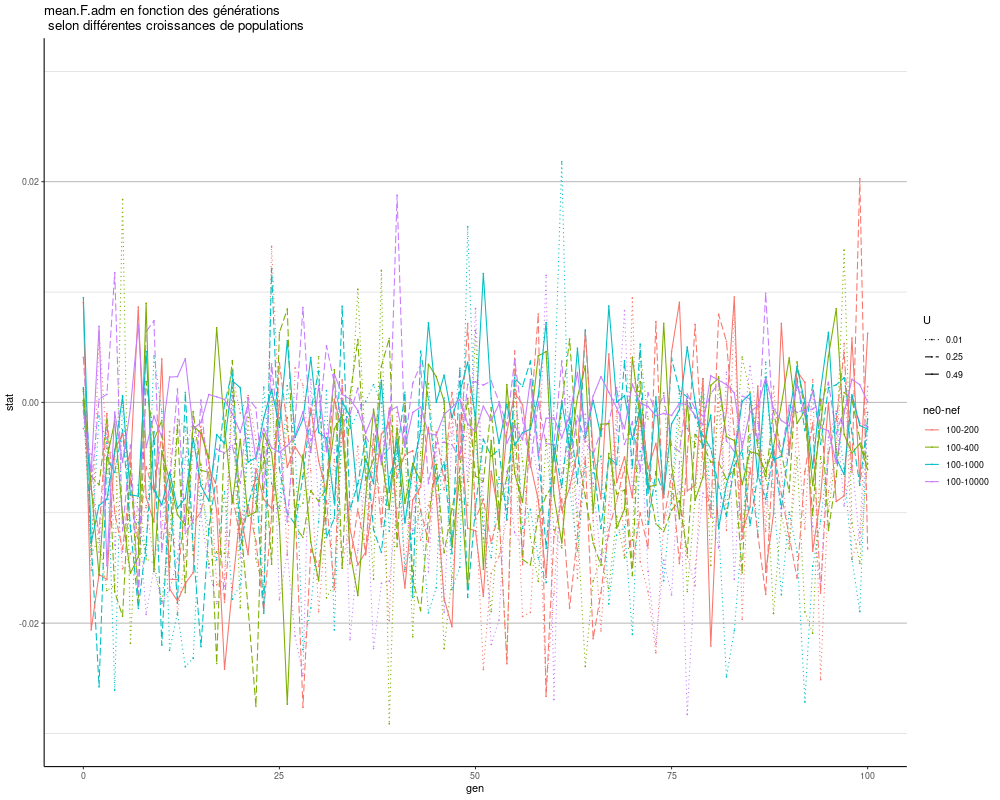 mean.F.adm en fonction des générations
selon différentes croissances de populations
stat
0.02
0.00
-0.02
0
25
50
75
100
gen
U
0.01
0.25
0.49
ne0-nef
100-200
100-400
100-1000
100-10000